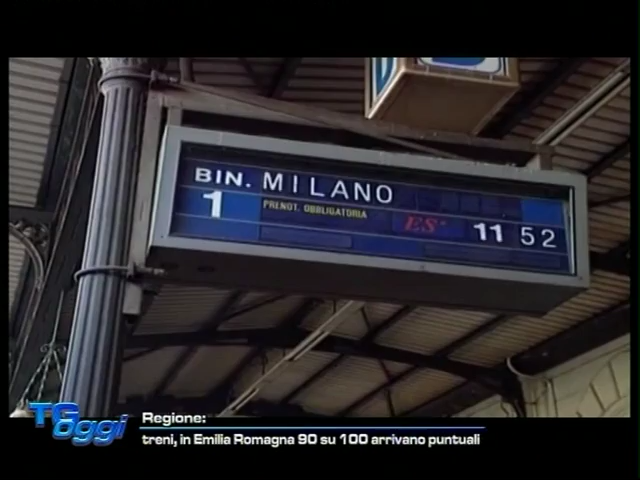 BIN. MILANO
1 PRENOT. OBBLIGATORIA ES* 11 52
TG
Oggi
Regione:
treni, in Emilia Romagna 90 su 100 arrivano puntuali